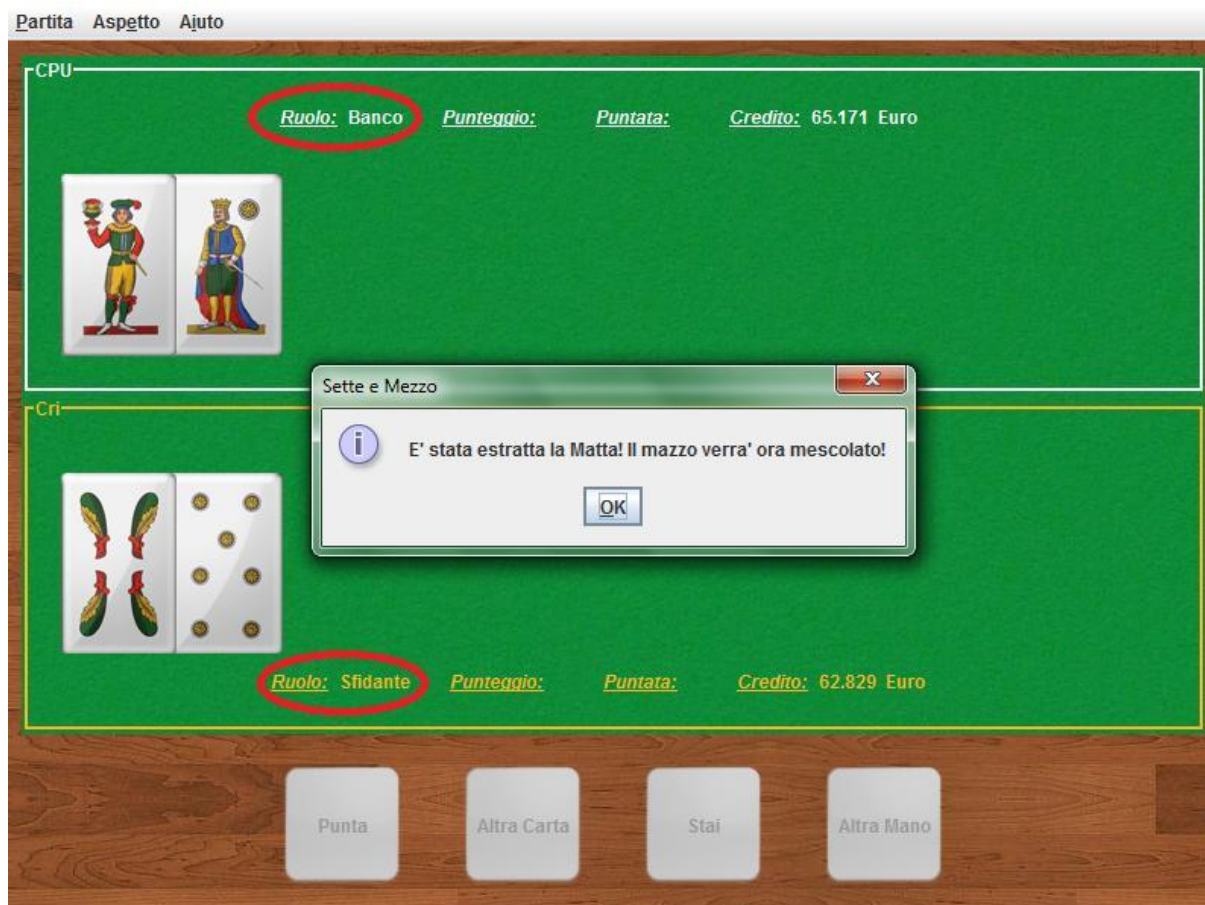 Partita Aspetto Aiuto
CPU
Ruolo: Banco Punteggio: Puntata: Credito: 65.171 Euro
Sette e Mezzo
E' stata estratta la Matta! Il mazzo verra' ora mescolato!
OK
Cri
Ruolo: Sfidante Punteggio: Puntata: Credito: 62.829 Euro
Punta Altra Carta Stai Altra Mano